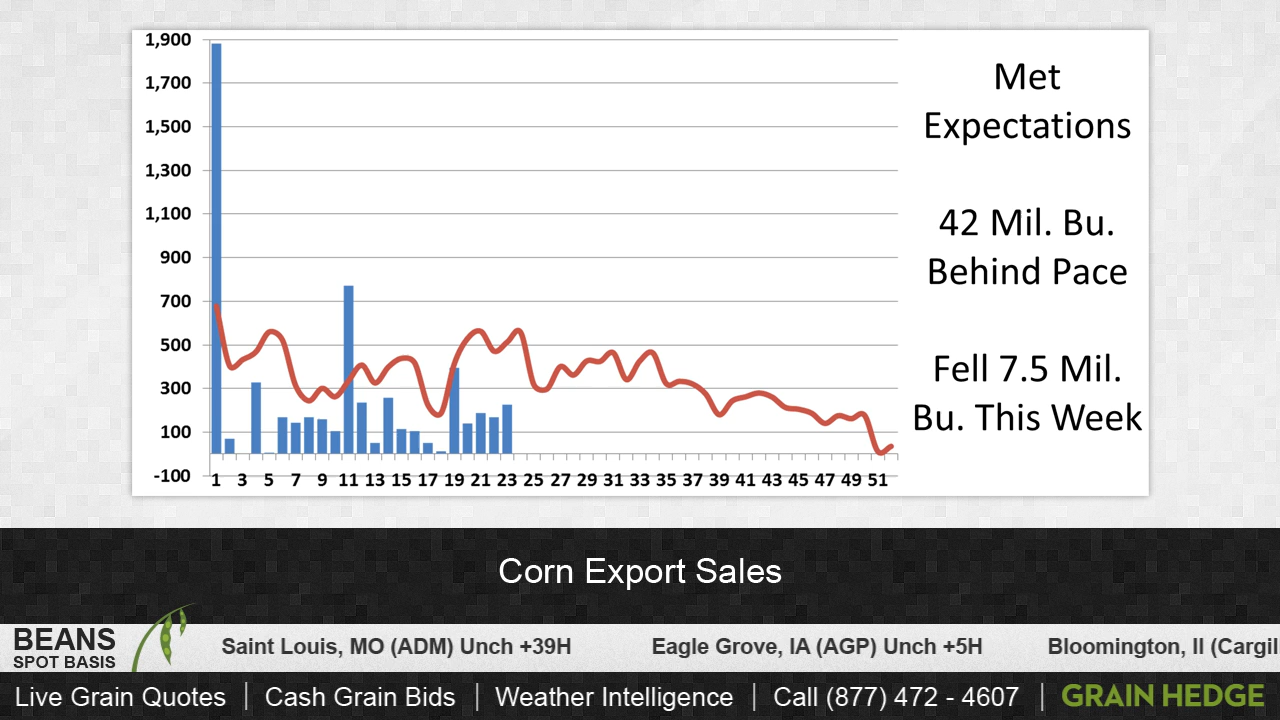 1,900
1,700
1,500
1,300
1,100
900
700
500
300
100
-100
1 3 5 7 9 11 13 15 17 19 21 23 25 27 29 31 33 35 37 39 41 43 45 47 49 51
Met
Expectations
42 Mil. Bu.
Behind Pace
Fell 7.5 Mil.
Bu. This Week
Corn Export Sales
BEANS
SPOT BASIS
Saint Louis, MO (ADM) Unch +39H
Eagle Grove, IA (AGP) Unch +5H
Bloomington, Il (Cargil
Live Grain Quotes | Cash Grain Bids | Weather Intelligence | Call (877) 472 - 4607 | GRAIN HEDGE